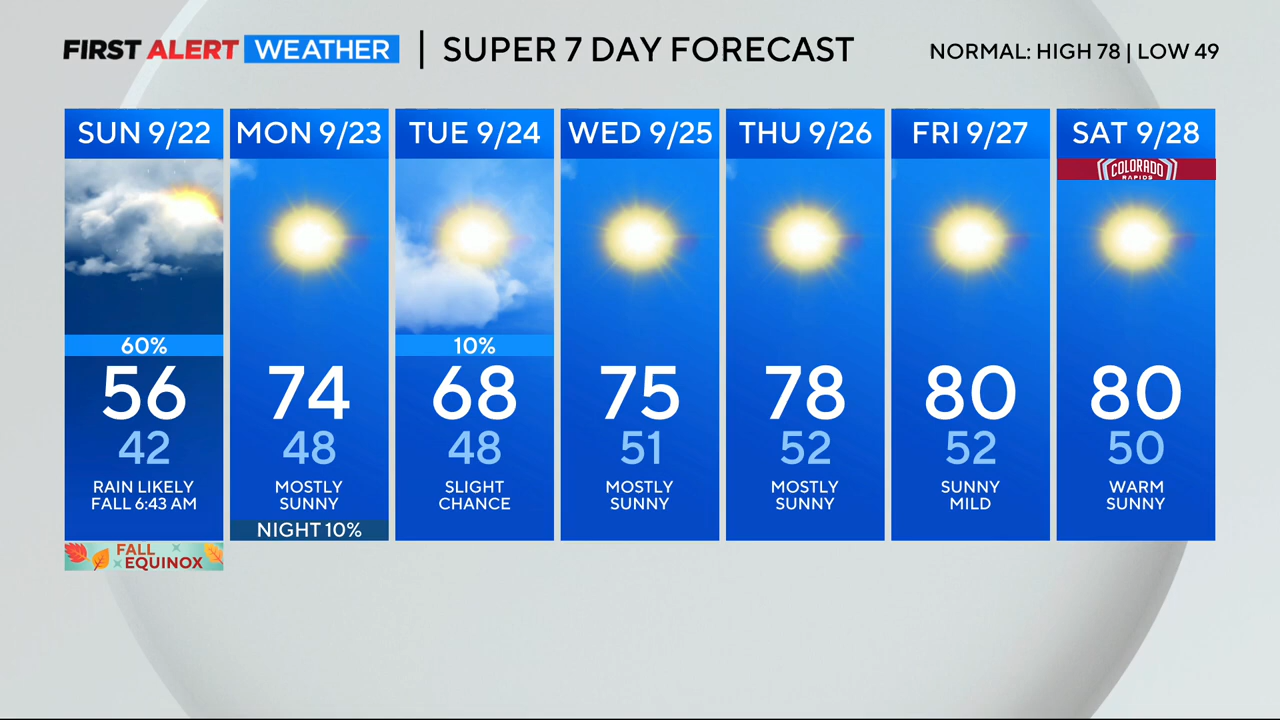 FIRST ALERT WEATHER | SUPER 7 DAY FORECAST
NORMAL: HIGH 78 | LOW 49
SUN 9/22
60%
56
42
RAIN LIKELY
FALL 6:43 AM
FALL
EQUINOX
MON 9/23
74
48
MOSTLY
SUNNY
NIGHT 10%
TUE 9/24
10%
68
48
SLIGHT
CHANCE
WED 9/25
75
51
MOSTLY
SUNNY
THU 9/26
78
52
MOSTLY
SUNNY
FRI 9/27
80
52
SUNNY
MILD
SAT 9/28
COLORADO
RAPIDS
80
50
WARM
SUNNY